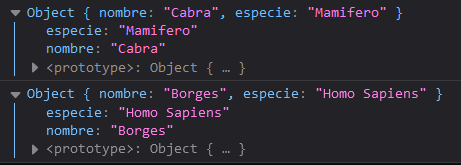 Object { nombre: "Cabra", especie: "Mamifero" }
especie: "Mamifero"
nombre: "Cabra"
<prototype>: Object { … }
Object { nombre: "Borges", especie: "Homo Sapiens" }
especie: "Homo Sapiens"
nombre: "Borges"
<prototype>: Object { … }